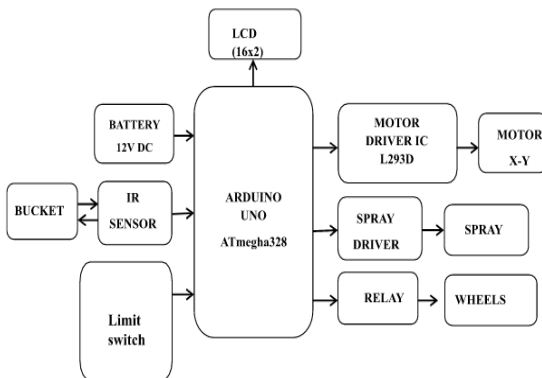 LCD
(16x2)
BATTERY
12V DC
BUCKET
IR
SENSOR
Limit
switch
ARDUINO
UNO
ATmegha328
MOTOR
DRIVER IC
L293D
MOTOR
X-Y
SPRAY
DRIVER
SPRAY
RELAY
WHEELS